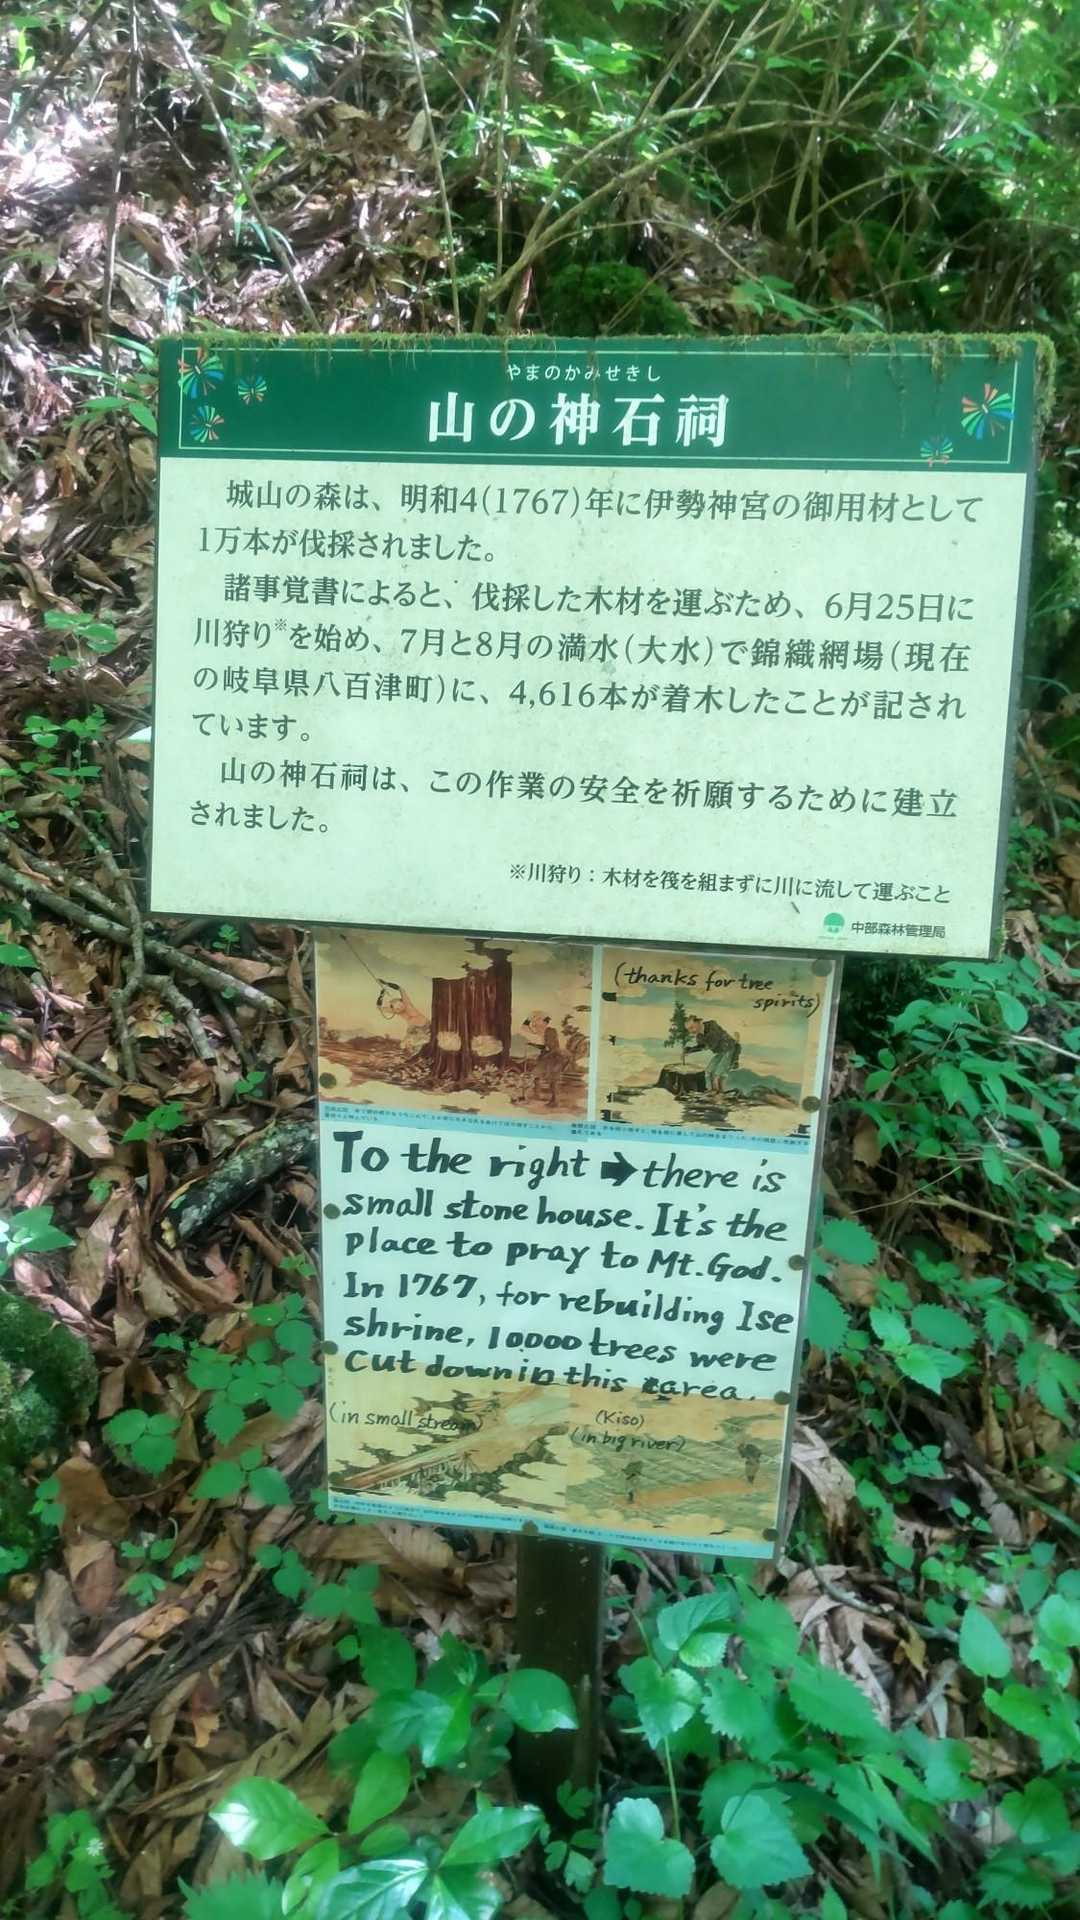 やまのかみせきし
山の神石祠
城山の森は、明和4(1767)年に伊勢神宮の御用材として
1万本が伐採されました。
諸事覚書によると、伐採した木材を運ぶため、6月25日に
川狩り※を始め、7月と8月の満水(大水)で錦織網場(現在
の岐阜県八百津町)に、4,616本が着木したことが記され
ています。
山の神石祠は、この作業の安全を祈願するために建立
されました。
※川狩り：木材を筏を組まずに川に流して運ぶこと
中部森林管理局
(thanks for tree
spirits)
To the right ➔ there is
small stone house. It's the
place to pray to Mt. God.
In 1767, for rebuilding Ise
shrine, 10000 trees were
cut down in this area.
(in small stream)
(Kiso)
(in big river)